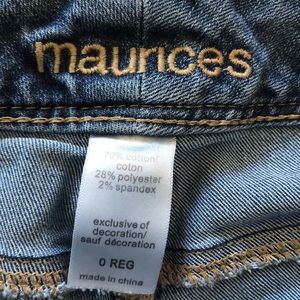 maurices
70% cotton/
coton
28% polyester
2% spandex
exclusive of
decoration/
sauf décoration
0 REG
made in china